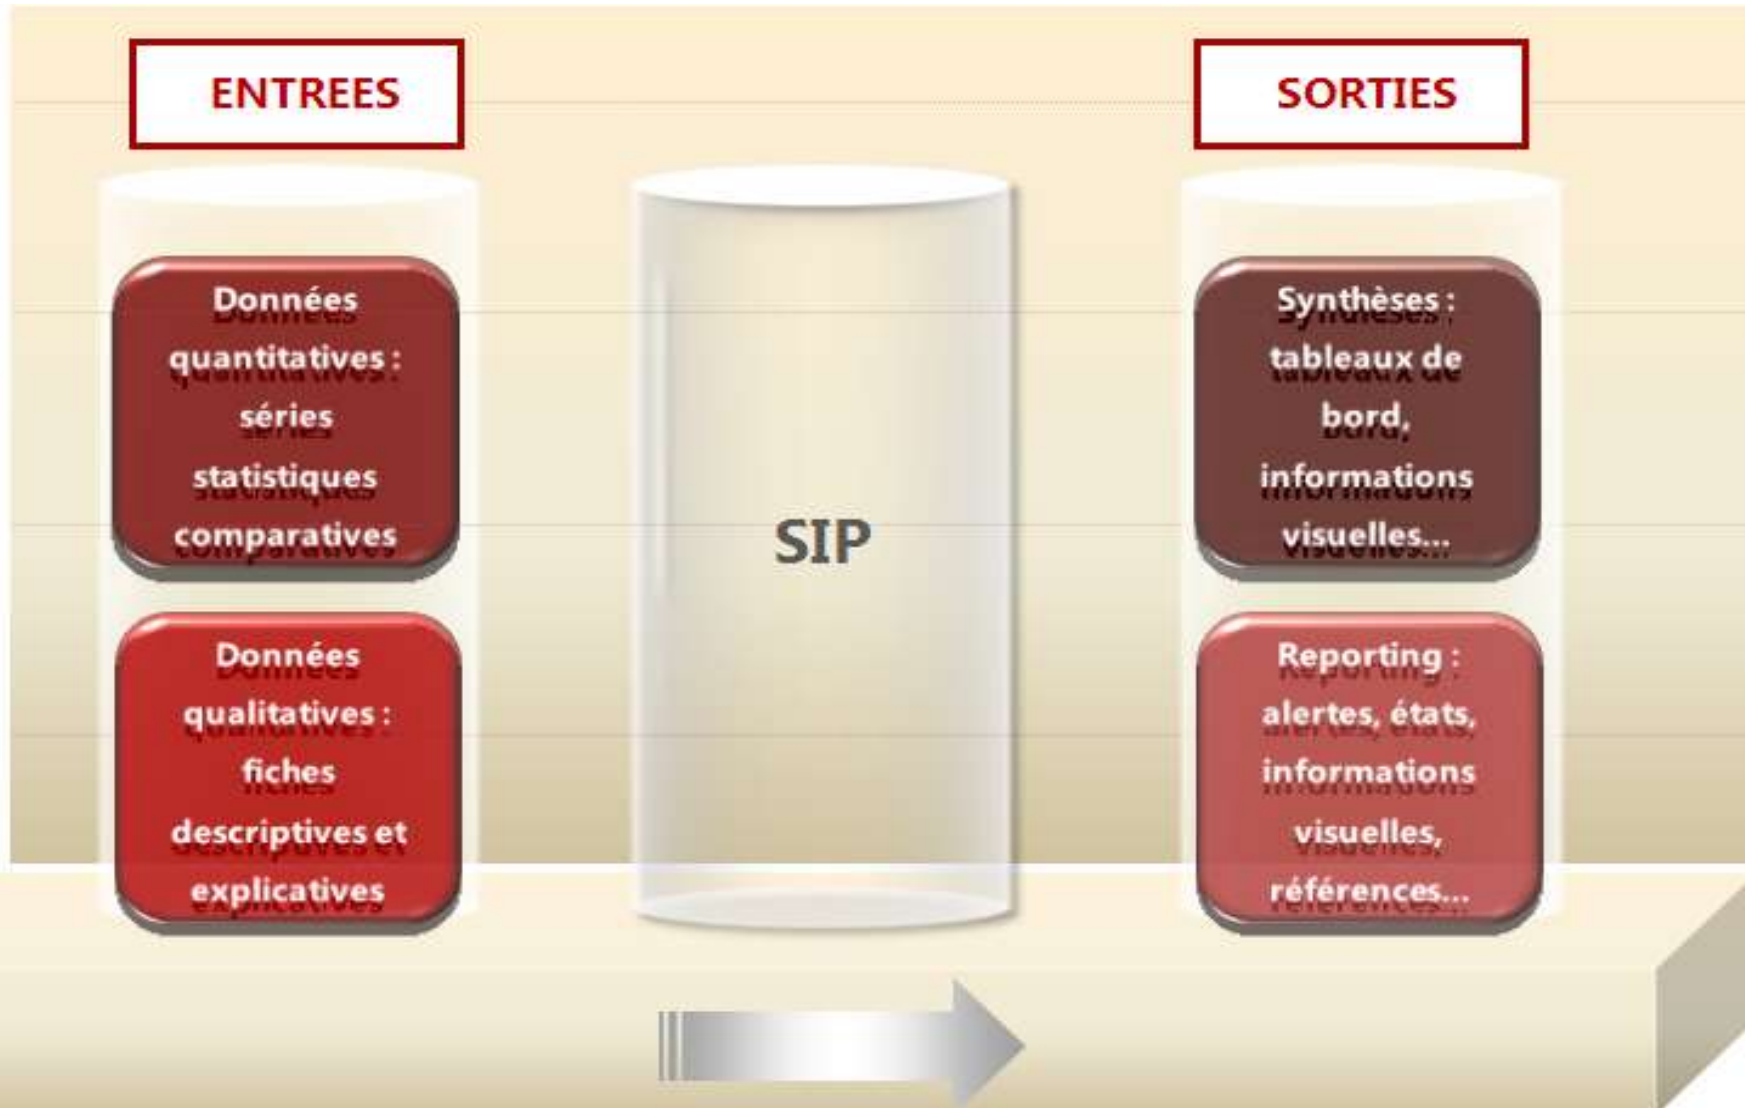 ENTREES
Données
quantitatives :
séries
statistiques
comparatives
Données
qualitatives :
fiches
descriptives et
explicatives
SIP
SORTIES
Synthèses :
tableaux de
bord,
informations
visuelles...
Reporting :
alertes, états,
informations
visuelles,
références...